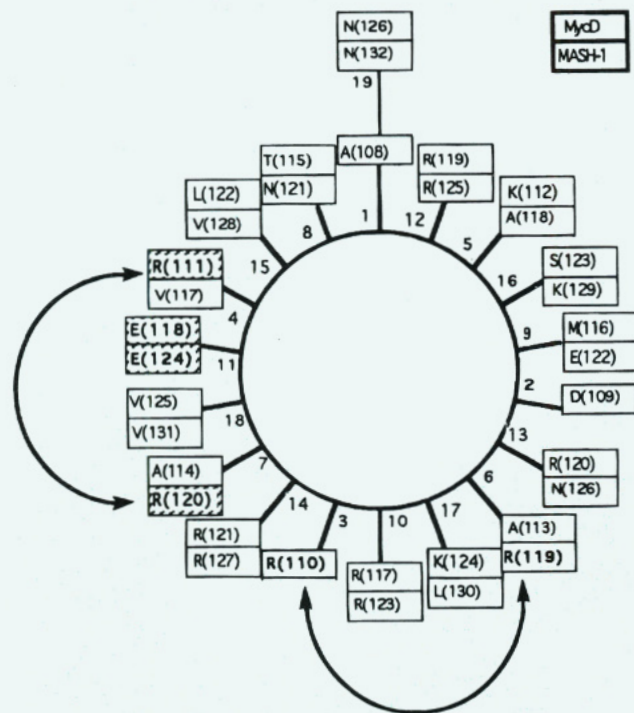 N(126)
N(132)
MyoD
MASH-1
19
A(108)
1
R(119)
R(125)
12
K(112)
A(118)
5
S(123)
K(129)
16
M(116)
E(122)
9
D(109)
2
R(120)
N(126)
13
A(113)
R(119)
6
K(124)
L(130)
17
R(117)
R(123)
10
R(110)
3
R(121)
R(127)
14
A(114)
R(120)
7
V(125)
V(131)
18
E(118)
E(124)
11
R(111)
V(117)
4
L(122)
V(128)
15
T(115)
N(121)
8